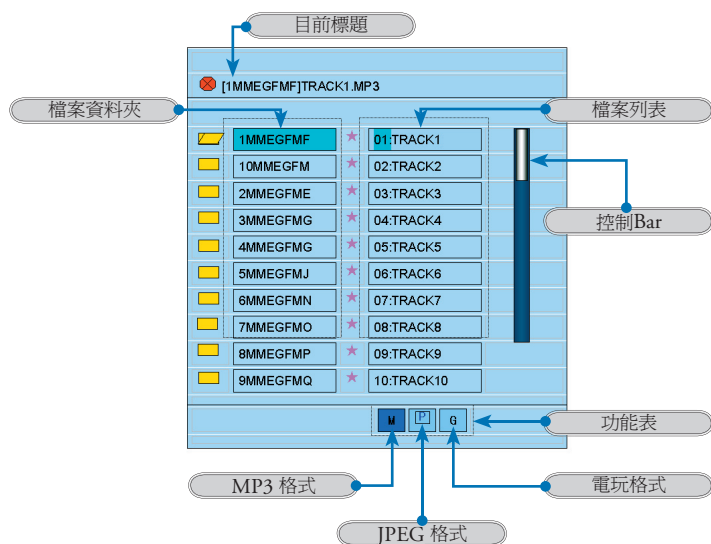 目前標題
[1MMEGFMF]TRACK1.MP3
檔案資料夾
檔案列表
1MMEGFMF 01:TRACK1
10MMEGFM 02:TRACK2
2MMEGFME 03:TRACK3
3MMEGFMG 04:TRACK4
控制Bar
4MMEGFMG 05:TRACK5
5MMEGFMJ 06:TRACK6
6MMEGFMN 07:TRACK7
7MMEGFMO 08:TRACK8
8MMEGFMP 09:TRACK9
9MMEGFMQ 10:TRACK10
M P G
功能表
MP3 格式
電玩格式
JPEG 格式